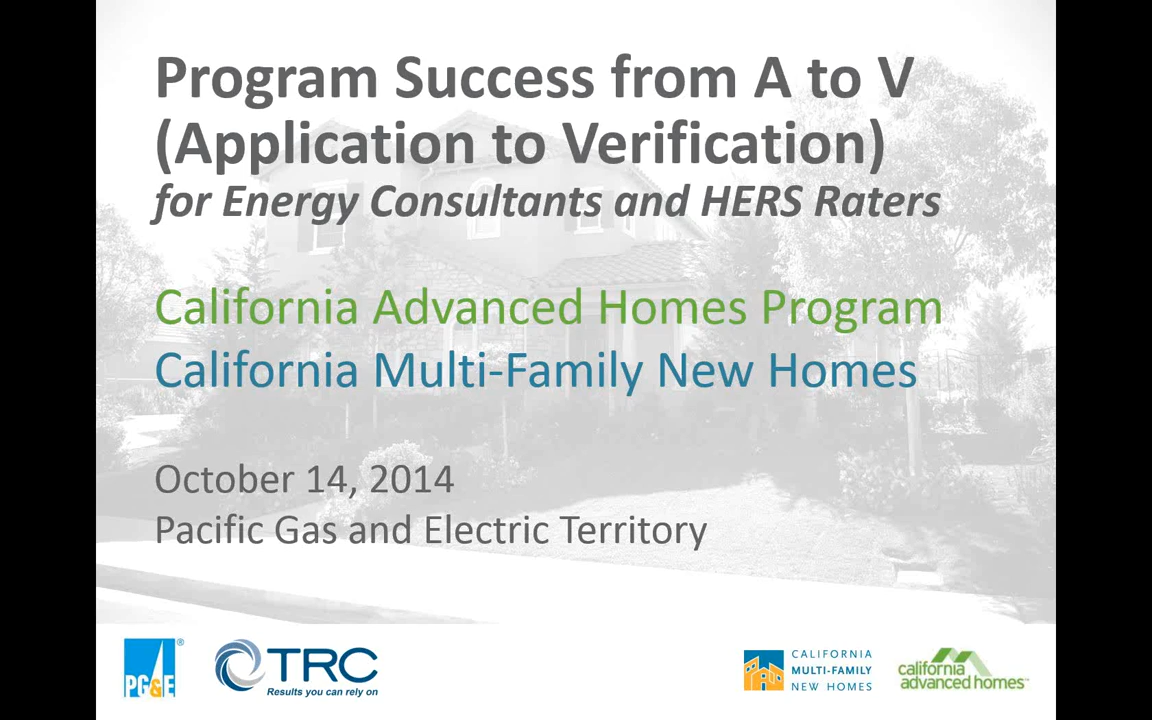 Program Success from A to V
(Application to Verification)
for Energy Consultants and HERS Raters
California Advanced Homes Program
California Multi-Family New Homes
October 14, 2014
Pacific Gas and Electric Territory
PG&E®
TRC
Results you can rely on
CALIFORNIA
MULTI-FAMILY
NEW HOMES
california
advanced homes™